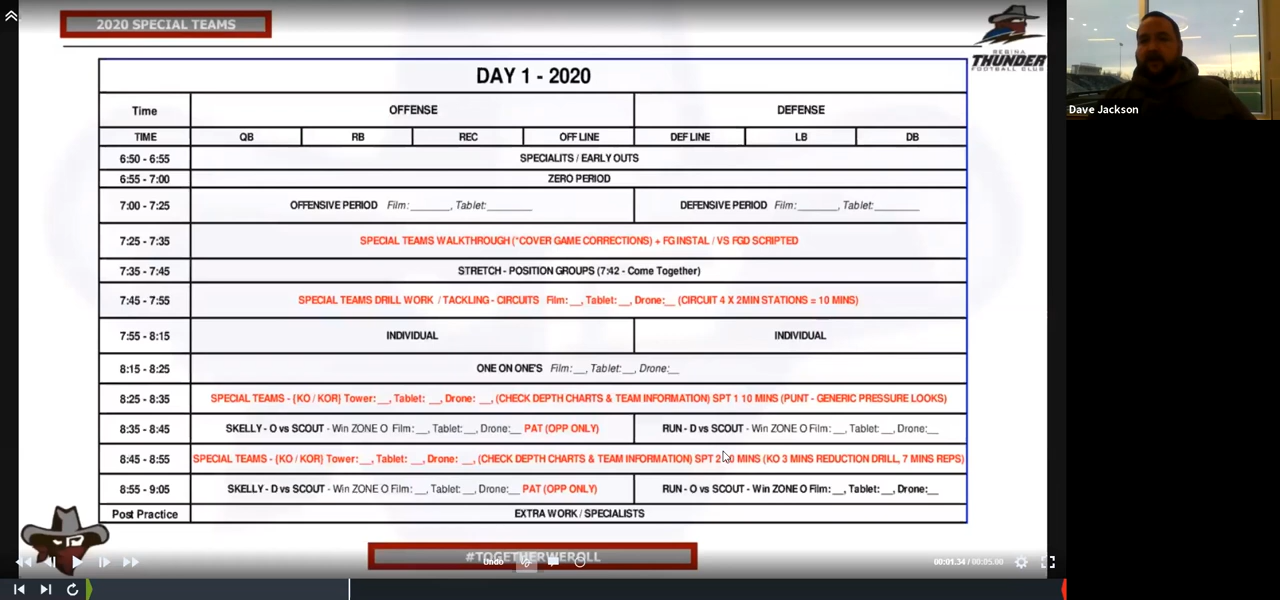 2020 SPECIAL TEAMS
REGINA
THUNDER
FOOTBALL CLUB
Dave Jackson
DAY 1 - 2020
Time OFFENSE DEFENSE
TIME QB RB REC OFF LINE DEF LINE LB DB
6:50 - 6:55 SPECIALITS / EARLY OUTS
6:55 - 7:00 ZERO PERIOD
7:00 - 7:25 OFFENSIVE PERIOD Film:_______, Tablet:________ DEFENSIVE PERIOD Film:_______, Tablet:________
7:25 - 7:35 SPECIAL TEAMS WALKTHROUGH (*COVER GAME CORRECTIONS) + FG INSTAL / VS FGD SCRIPTED
7:35 - 7:45 STRETCH - POSITION GROUPS (7:42 - Come Together)
7:45 - 7:55 SPECIAL TEAMS DRILL WORK / TACKLING - CIRCUITS Film: __, Tablet: __, Drone:__ (CIRCUIT 4 X 2MIN STATIONS = 10 MINS)
7:55 - 8:15 INDIVIDUAL INDIVIDUAL
8:15 - 8:25 ONE ON ONE'S Film:__, Tablet:__, Drone:__
8:25 - 8:35 SPECIAL TEAMS - {KO / KOR} Tower: __, Tablet: __, Drone: __, (CHECK DEPTH CHARTS & TEAM INFORMATION) SPT 1 10 MINS (PUNT - GENERIC PRESSURE LOOKS)
8:35 - 8:45 SKELLY - O vs SCOUT - Win ZONE O Film: __, Tablet:__, Drone:__ PAT (OPP ONLY) RUN - D vs SCOUT - Win ZONE O Film: __, Tablet:__, Drone:__
8:45 - 8:55 SPECIAL TEAMS - {KO / KOR} Tower: __, Tablet: __, Drone: __, (CHECK DEPTH CHARTS & TEAM INFORMATION) SPT 2 MINS (KO 3 MINS REDUCTION DRILL, 7 MINS REPS)
8:55 - 9:05 SKELLY - D vs SCOUT - Win ZONE O Film: __, Tablet: __, Drone:__ PAT (OPP ONLY) RUN - O vs SCOUT - Win ZONE O Film: __, Tablet:__, Drone:__
Post Practice EXTRA WORK / SPECIALISTS
#TOGETHERWEROLL
Undo
00:01.34 / 00:05.00